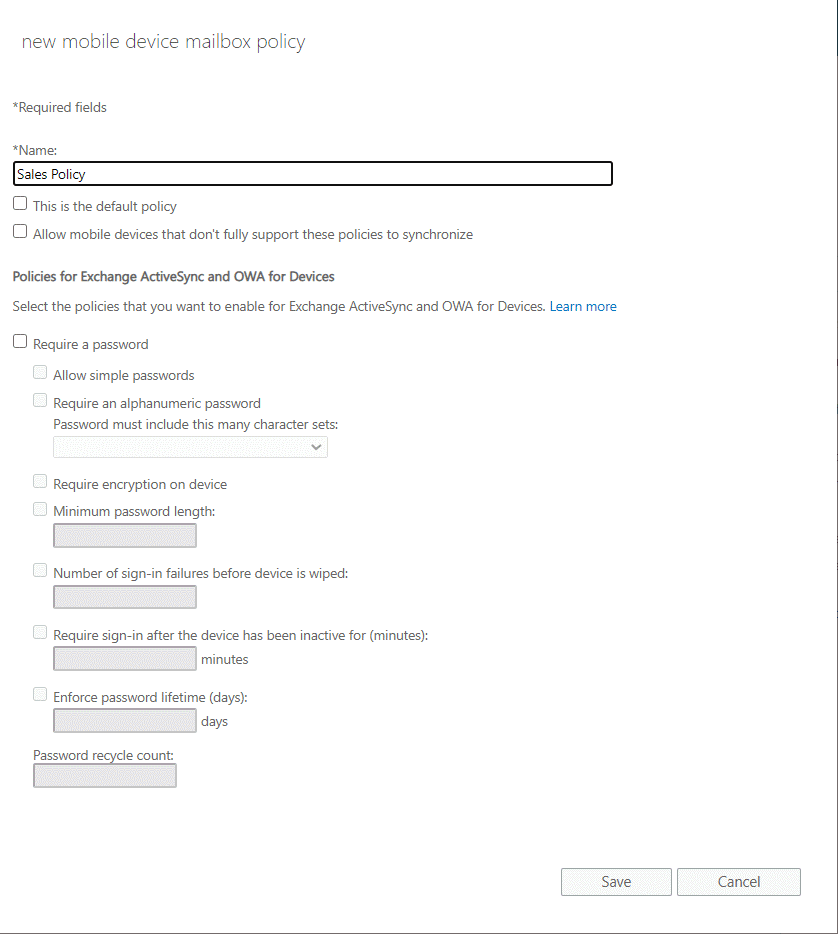 new mobile device mailbox policy
*Required fields
*Name:
Sales Policy
This is the default policy
Allow mobile devices that don't fully support these policies to synchronize
Policies for Exchange ActiveSync and OWA for Devices
Select the policies that you want to enable for Exchange ActiveSync and OWA for Devices. Learn more
Require a password
Allow simple passwords
Require an alphanumeric password
Password must include this many character sets:
Require encryption on device
Minimum password length:
Number of sign-in failures before device is wiped:
Require sign-in after the device has been inactive for (minutes):
minutes
Enforce password lifetime (days):
days
Password recycle count:
Save Cancel